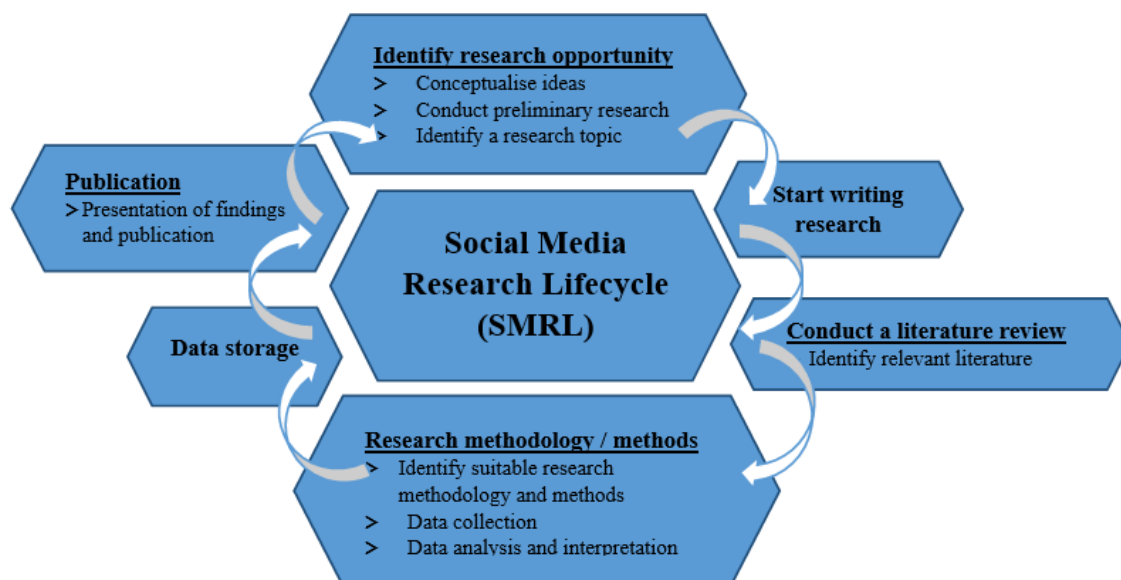 Identify research opportunity
> Conceptualise ideas
> Conduct preliminary research
> Identify a research topic
Start writing
research
Conduct a literature review
Identify relevant literature
Research methodology / methods
> Identify suitable research
methodology and methods
> Data collection
> Data analysis and interpretation
Data storage
Publication
> Presentation of findings
and publication
Social Media
Research Lifecycle
(SMRL)